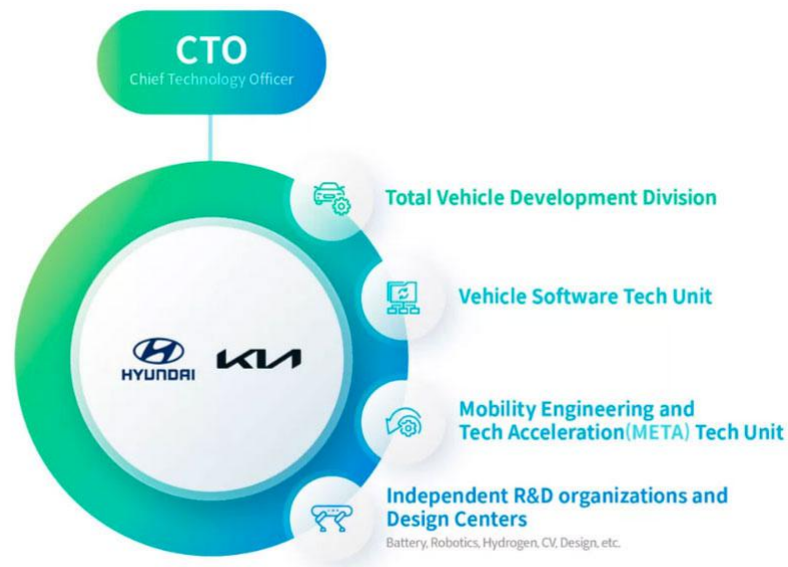 CTO
Chief Technology Officer
Total Vehicle Development Division
Vehicle Software Tech Unit
HYUNDAI
KIA
Mobility Engineering and
Tech Acceleration(META) Tech Unit
Independent R&D organizations and
Design Centers
Battery, Robotics, Hydrogen, CV, Design, etc.